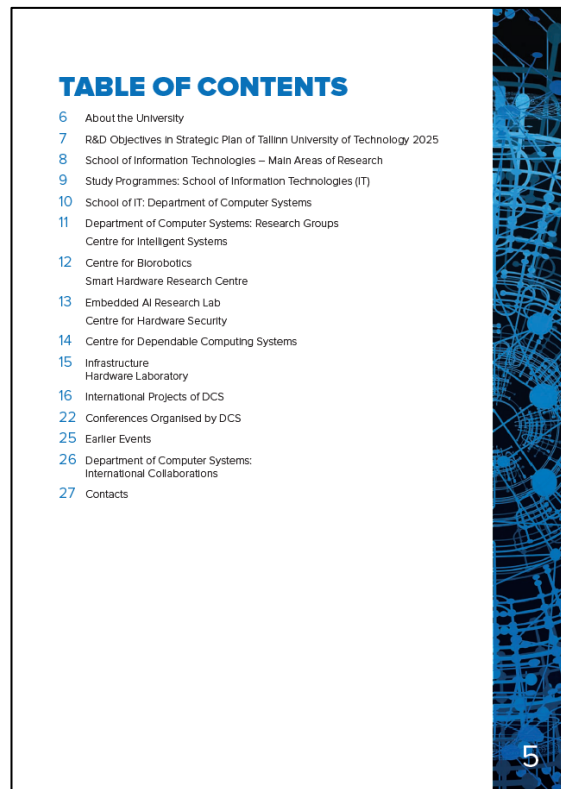 TABLE OF CONTENTS
6 About the University
7 R&D Objectives in Strategic Plan of Tallinn University of Technology 2025
8 School of Information Technologies – Main Areas of Research
9 Study Programmes: School of Information Technologies (IT)
10 School of IT: Department of Computer Systems
11 Department of Computer Systems: Research Groups
Centre for Intelligent Systems
12 Centre for Biorobotics
Smart Hardware Research Centre
13 Embedded AI Research Lab
Centre for Hardware Security
14 Centre for Dependable Computing Systems
15 Infrastructure
Hardware Laboratory
16 International Projects of DCS
22 Conferences Organised by DCS
25 Earlier Events
26 Department of Computer Systems:
International Collaborations
27 Contacts
5